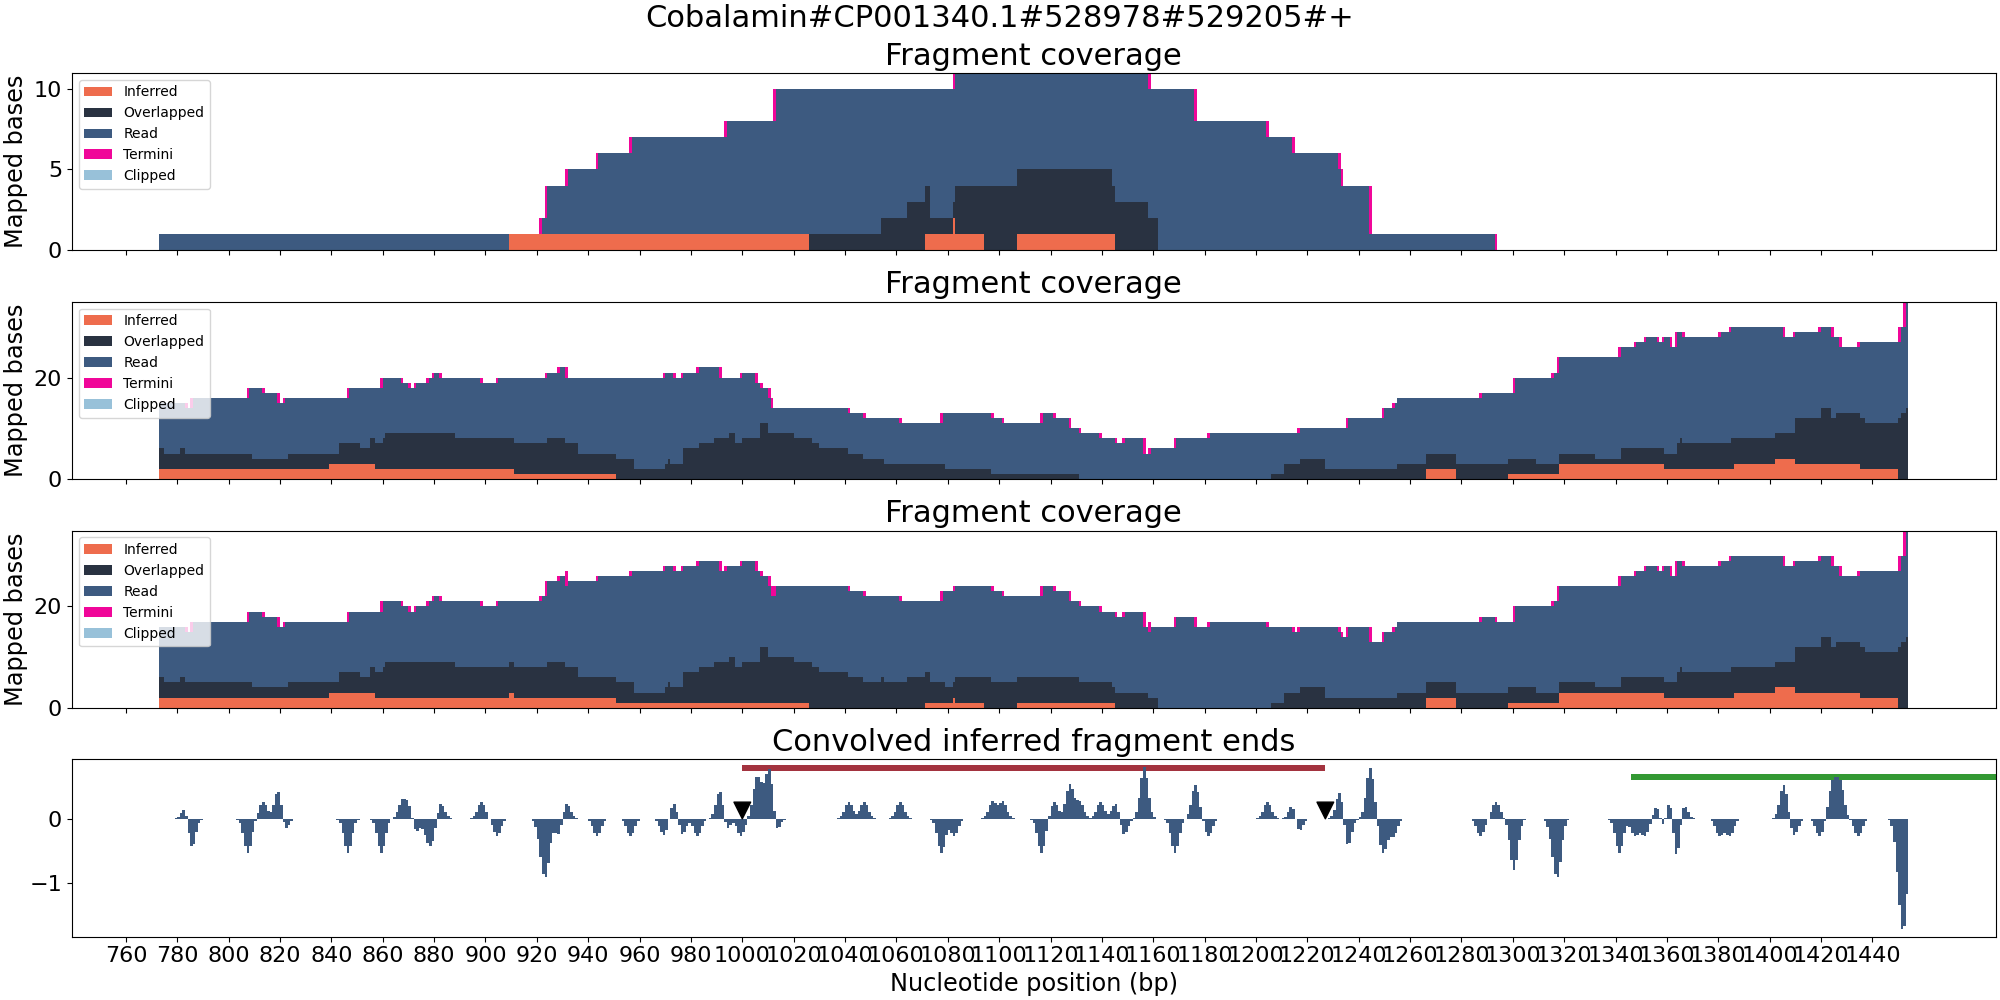 Cobalamin#CP001340.1#528978#529205#+
Fragment coverage
Mapped bases
10
5
0
Inferred
Overlapped
Read
Termini
Clipped
Fragment coverage
Mapped bases
20
0
Inferred
Overlapped
Read
Termini
Clipped
Fragment coverage
Mapped bases
20
0
Inferred
Overlapped
Read
Termini
Clipped
Convolved inferred fragment ends
0
−1
760 780 800 820 840 860 880 900 920 940 960 980 1000 1020 1040 1060 1080 1100 1120 1140 1160 1180 1200 1220 1240 1260 1280 1300 1320 1340 1360 1380 1400 1420 1440
Nucleotide position (bp)